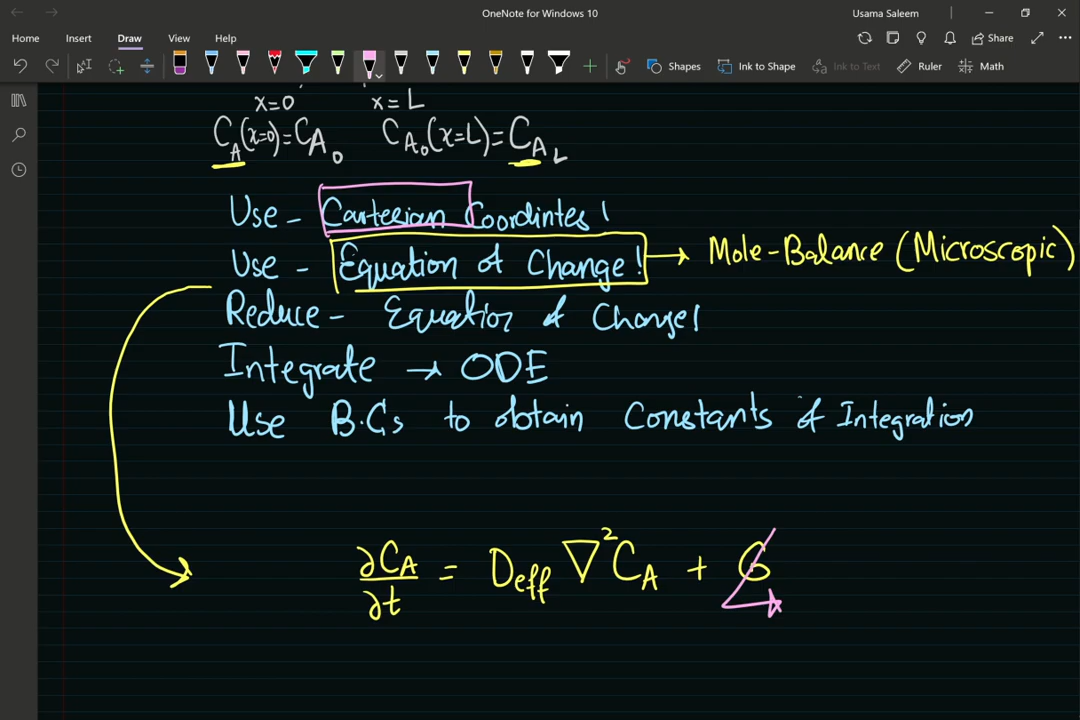 OneNote for Windows 10
Usama Saleem
Home Insert Draw View Help
Share
Shapes Ink to Shape Ink to Text Ruler Math
x=0 x=L
C_A(x=0)=C_A₀ C_A₀(x=L)=C_A_L
Use - Cartesian Coordintes!
Use - Equation of Change! → Mole-Balance (Microscopic)
Reduce - Equation of Change!
Integrate → ODE
Use B.Cs to obtain Constants of Integration
∂C_A/∂t = D_eff ∇²C_A + G